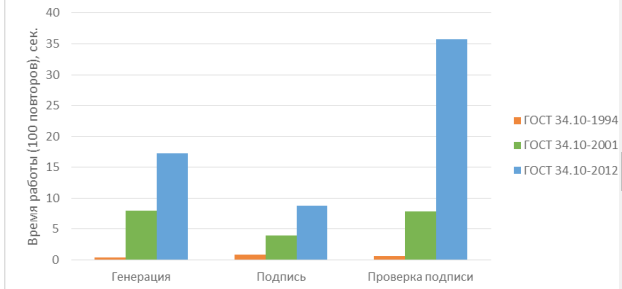 Время работы (100 повторов), сек.
40
35
30
25
20
15
10
5
0
Генерация
Подпись
Проверка подписи
ГОСТ 34.10-1994
ГОСТ 34.10-2001
ГОСТ 34.10-2012